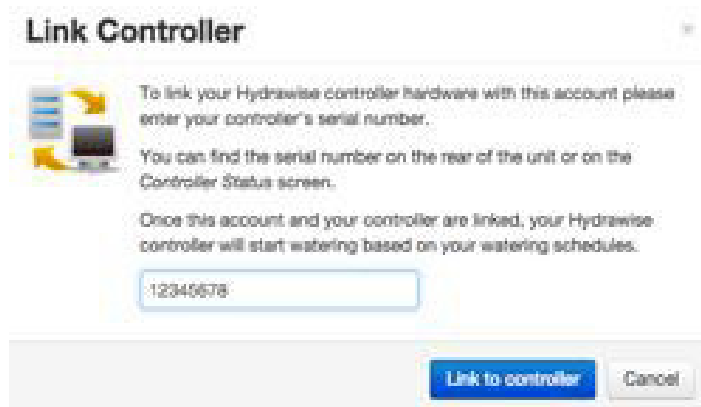 Link Controller
To link your Hydrawise controller hardware with this account please
enter your controller's serial number.
You can find the serial number on the rear of the unit or on the
Controller Status screen.
Once this account and your controller are linked, your Hydrawise
controller will start watering based on your watering schedules.
12345678
Link to controller Cancel